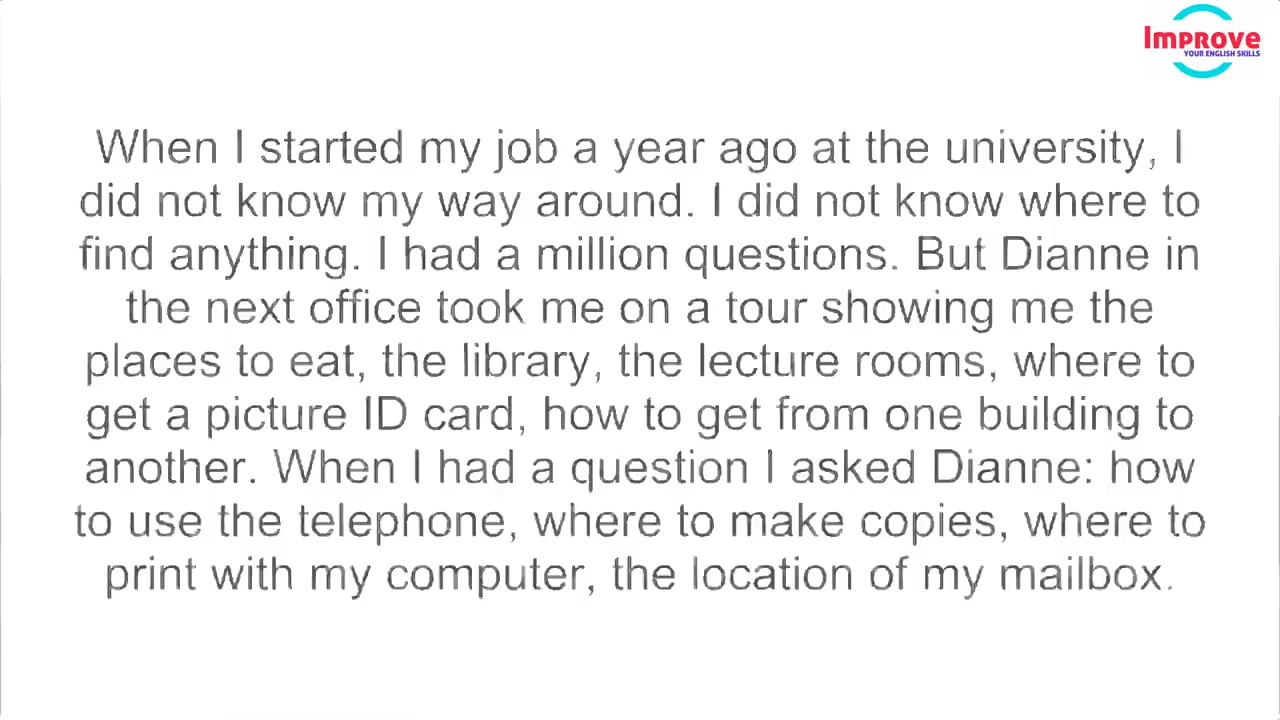 Improve
YOUR ENGLISH SKILLS
When I started my job a year ago at the university, I
did not know my way around. I did not know where to
find anything. I had a million questions. But Dianne in
the next office took me on a tour showing me the
places to eat, the library, the lecture rooms, where to
get a picture ID card, how to get from one building to
another. When I had a question I asked Dianne: how
to use the telephone, where to make copies, where to
print with my computer, the location of my mailbox.